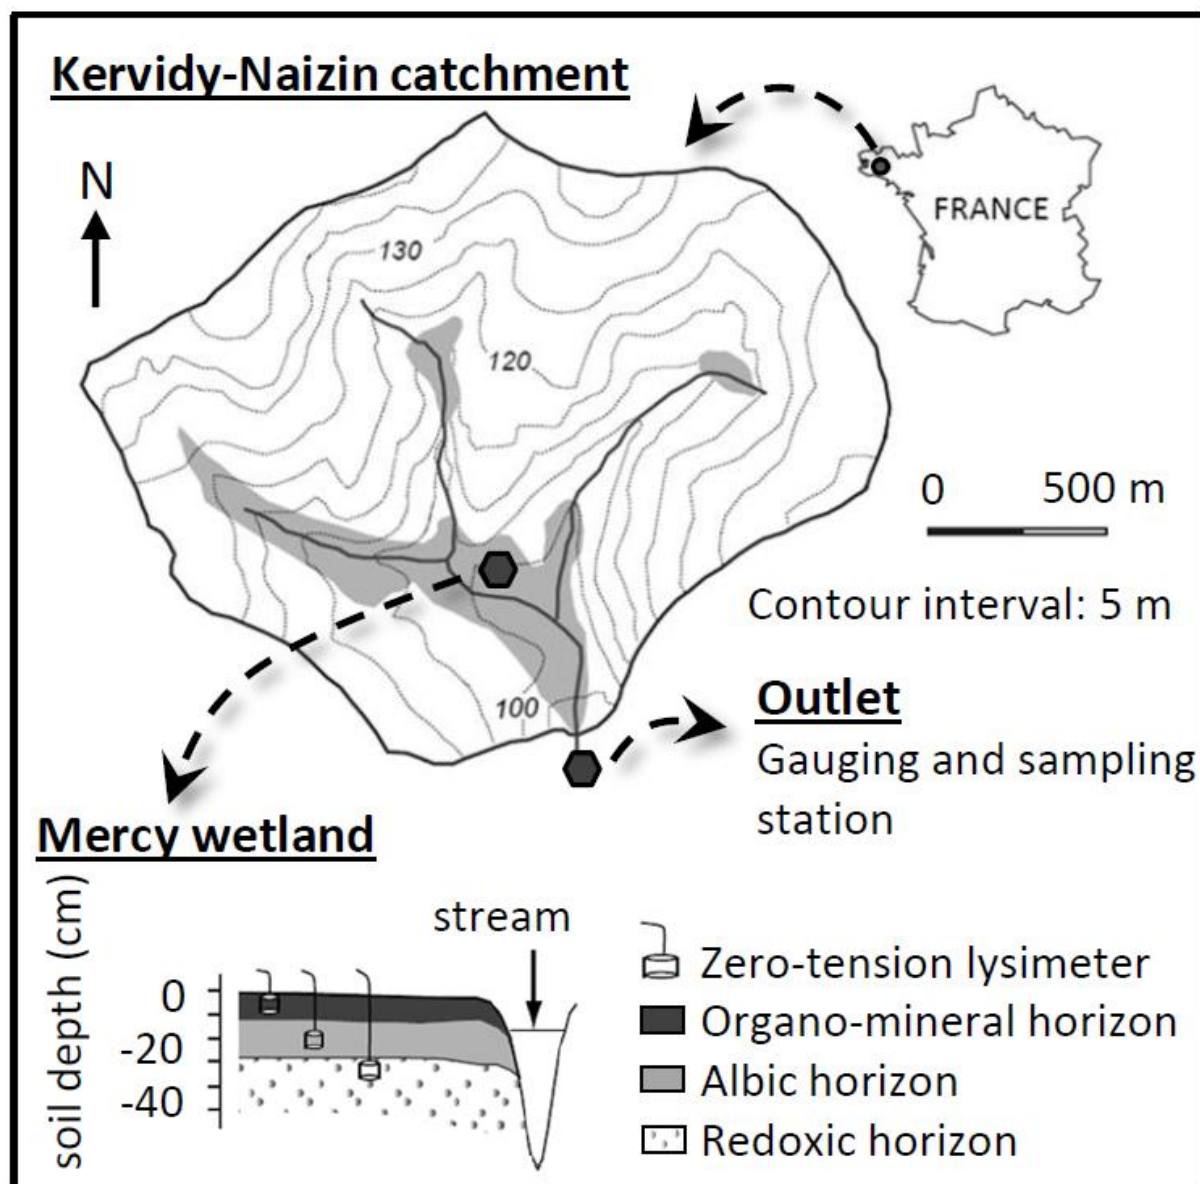 Kervidy-Naizin catchment
N
FRANCE
130
120
0 500 m
Contour interval: 5 m
100
Outlet
Gauging and sampling
station
Mercy wetland
soil depth (cm)
0
-20
-40
stream
Zero-tension lysimeter
Organo-mineral horizon
Albic horizon
Redoxic horizon